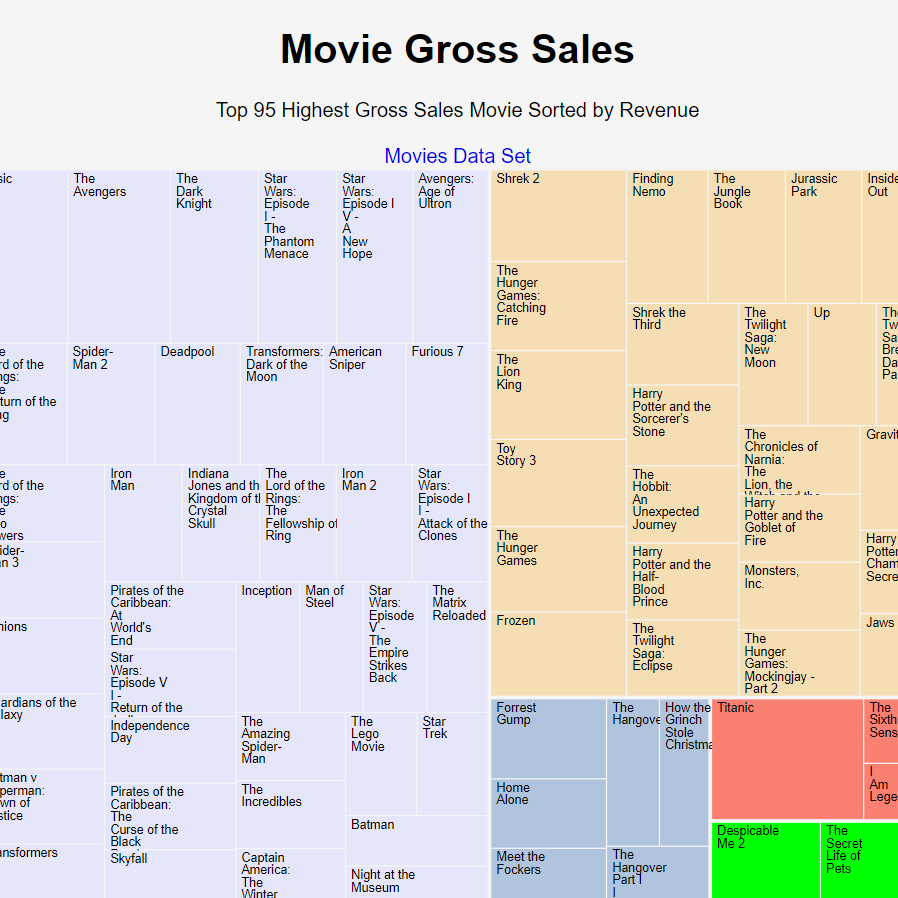 Movie Gross Sales
Top 95 Highest Gross Sales Movie Sorted by Revenue
Movies Data Set
sic
The
Avengers
The
Dark
Knight
Star
Wars:
Episode
I -
The
Phantom
Menace
Star
Wars:
Episode I
V -
A
New
Hope
Avengers:
Age of
Ultron
e
rd of the
ngs:
e
turn of the
ng
Spider-
Man 2
Deadpool
Transformers:
Dark of the
Moon
American
Sniper
Furious 7
e
rd of the
ngs:
e
o
wers
ider-
an 3
nions
ardians of the
laxy
tman v
perman:
wn of
stice
ansformers
Iron
Man
Indiana
Jones and th
Kingdom of t
Crystal
Skull
The
Lord of the
Rings:
The
Fellowship of
Ring
Iron
Man 2
Star
Wars:
Episode I
I -
Attack of the
Clones
Pirates of the
Caribbean:
At
World's
End
Star
Wars:
Episode V
I -
Return of the
Independence
Day
Pirates of the
Caribbean:
The
Curse of the
Black
Skyfall
Inception
Man of
Steel
Star
Wars:
Episode
V -
The
Empire
Strikes
Back
The
Matrix
Reloaded
The
Amazing
Spider-
Man
The
Incredibles
Captain
America:
The
Winter
The
Lego
Movie
Star
Trek
Batman
Night at the
Museum
Shrek 2
The
Hunger
Games:
Catching
Fire
The
Lion
King
Toy
Story 3
The
Hunger
Games
Frozen
Finding
Nemo
The
Jungle
Book
Jurassic
Park
Inside
Out
Shrek the
Third
Harry
Potter and the
Sorcerer's
Stone
The
Hobbit:
An
Unexpected
Journey
Harry
Potter and the
Half-
Blood
Prince
The
Twilight
Saga:
Eclipse
The
Twilight
Saga:
New
Moon
Up
The
Tw
Sa
Bre
Da
Pa
The
Chronicles of
Narnia:
The
Lion, the
Witch and the
Harry
Potter and the
Goblet of
Fire
Monsters,
Inc.
The
Hunger
Games:
Mockingjay -
Part 2
Gravit
Harry
Potter
Cham
Secre
Jaws
Forrest
Gump
Home
Alone
Meet the
Fockers
The
Hangove
How the
Grinch
Stole
Christma
The
Hangover
Part I
I
Titanic
The
Sixth
Sens
I
Am
Lege
Despicable
Me 2
The
Secret
Life of
Pets